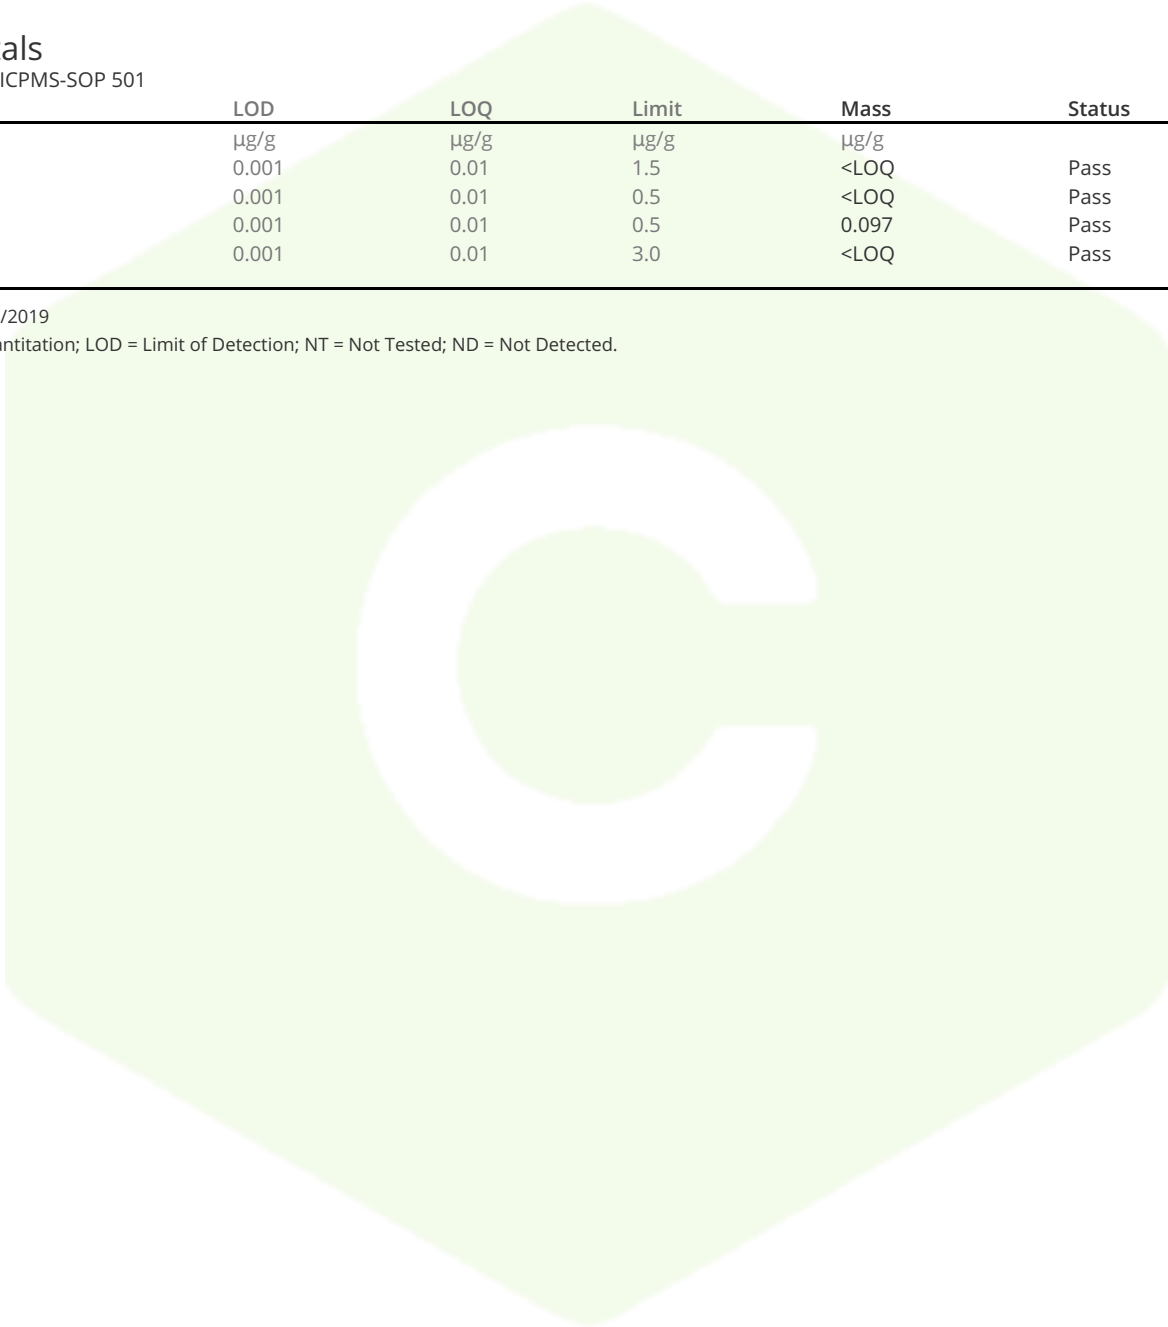 tals
ICPMS-SOP 501
LOD LOQ Limit Mass Status
µg/g µg/g µg/g µg/g
0.001 0.01 1.5 <LOQ Pass
0.001 0.01 0.5 <LOQ Pass
0.001 0.01 0.5 0.097 Pass
0.001 0.01 3.0 <LOQ Pass
/2019
antitation; LOD = Limit of Detection; NT = Not Tested; ND = Not Detected.
C